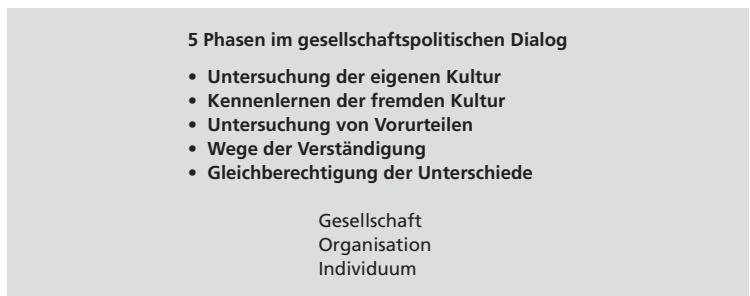 5 Phasen im gesellschaftspolitischen Dialog
• Untersuchung der eigenen Kultur
• Kennenlernen der fremden Kultur
• Untersuchung von Vorurteilen
• Wege der Verständigung
• Gleichberechtigung der Unterschiede
Gesellschaft
Organisation
Individuum